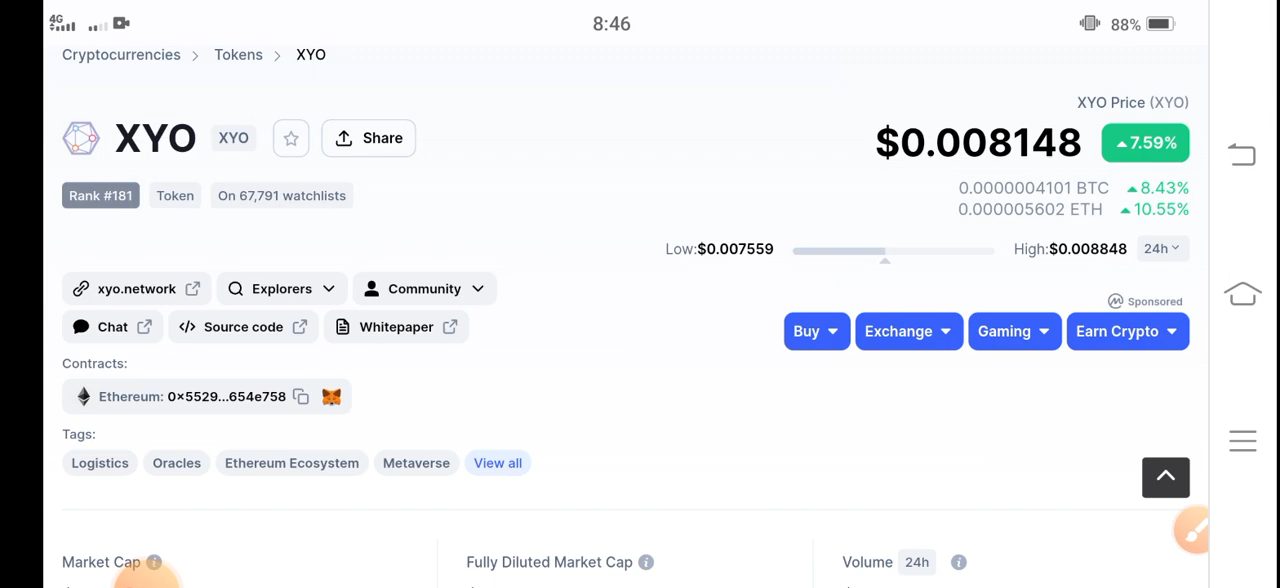 4G 8:46 88%
Cryptocurrencies > Tokens > XYO
XYO Price (XYO)
XYO XYO Share $0.008148 7.59%
0.0000004101 BTC 8.43%
Rank #181 Token On 67,791 watchlists
0.000005602 ETH 10.55%
Low:$0.007559 High:$0.008848 24h
xyo.network Explorers Community
Sponsored
Chat Source code Whitepaper
Buy Exchange Gaming Earn Crypto
Contracts:
Ethereum: 0x5529...654e758
Tags:
Logistics Oracles Ethereum Ecosystem Metaverse View all
Market Cap Fully Diluted Market Cap Volume 24h